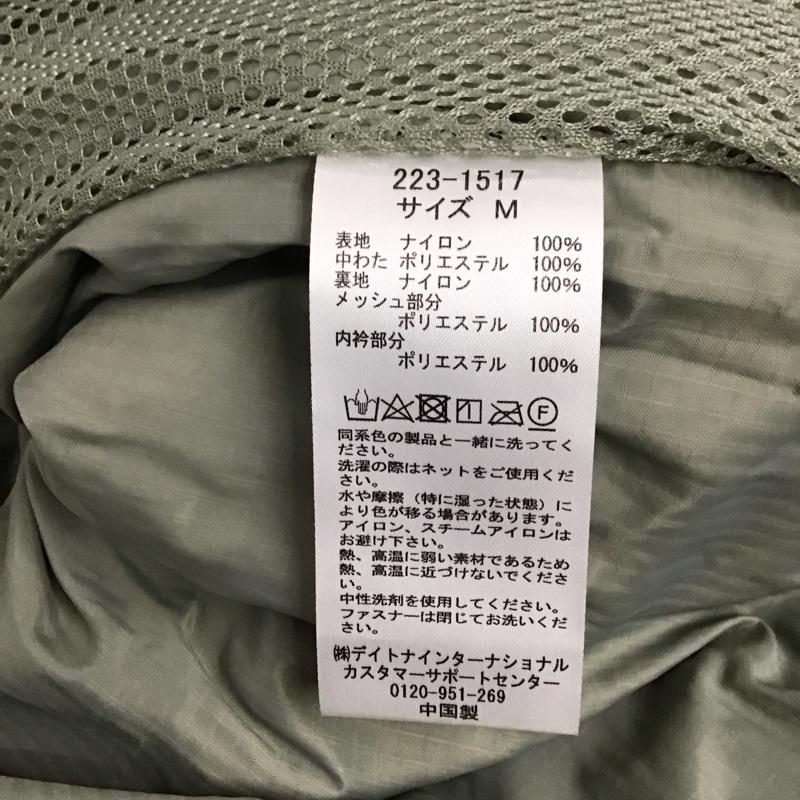 223-1517
サイズ M
表地 ナイロン 100%
中わた ポリエステル 100%
裏地 ナイロン 100%
メッシュ部分
ポリエステル 100%
内衿部分
ポリエステル 100%
F
同系色の製品と一緒に洗ってく
ださい。
洗濯の際はネットをご使用くだ
さい。
水や摩擦（特に湿った状態）に
より色が移る場合があります。
アイロン、スチームアイロンは
お避け下さい。
熱、高温に弱い素材であるため
熱、高温に近づけないでくださ
い。
中性洗剤を使用してください。
ファスナーは閉じてお洗いくだ
さい。
㈱デイトナインターナショナル
カスタマーサポートセンター
0120-951-269
中国製